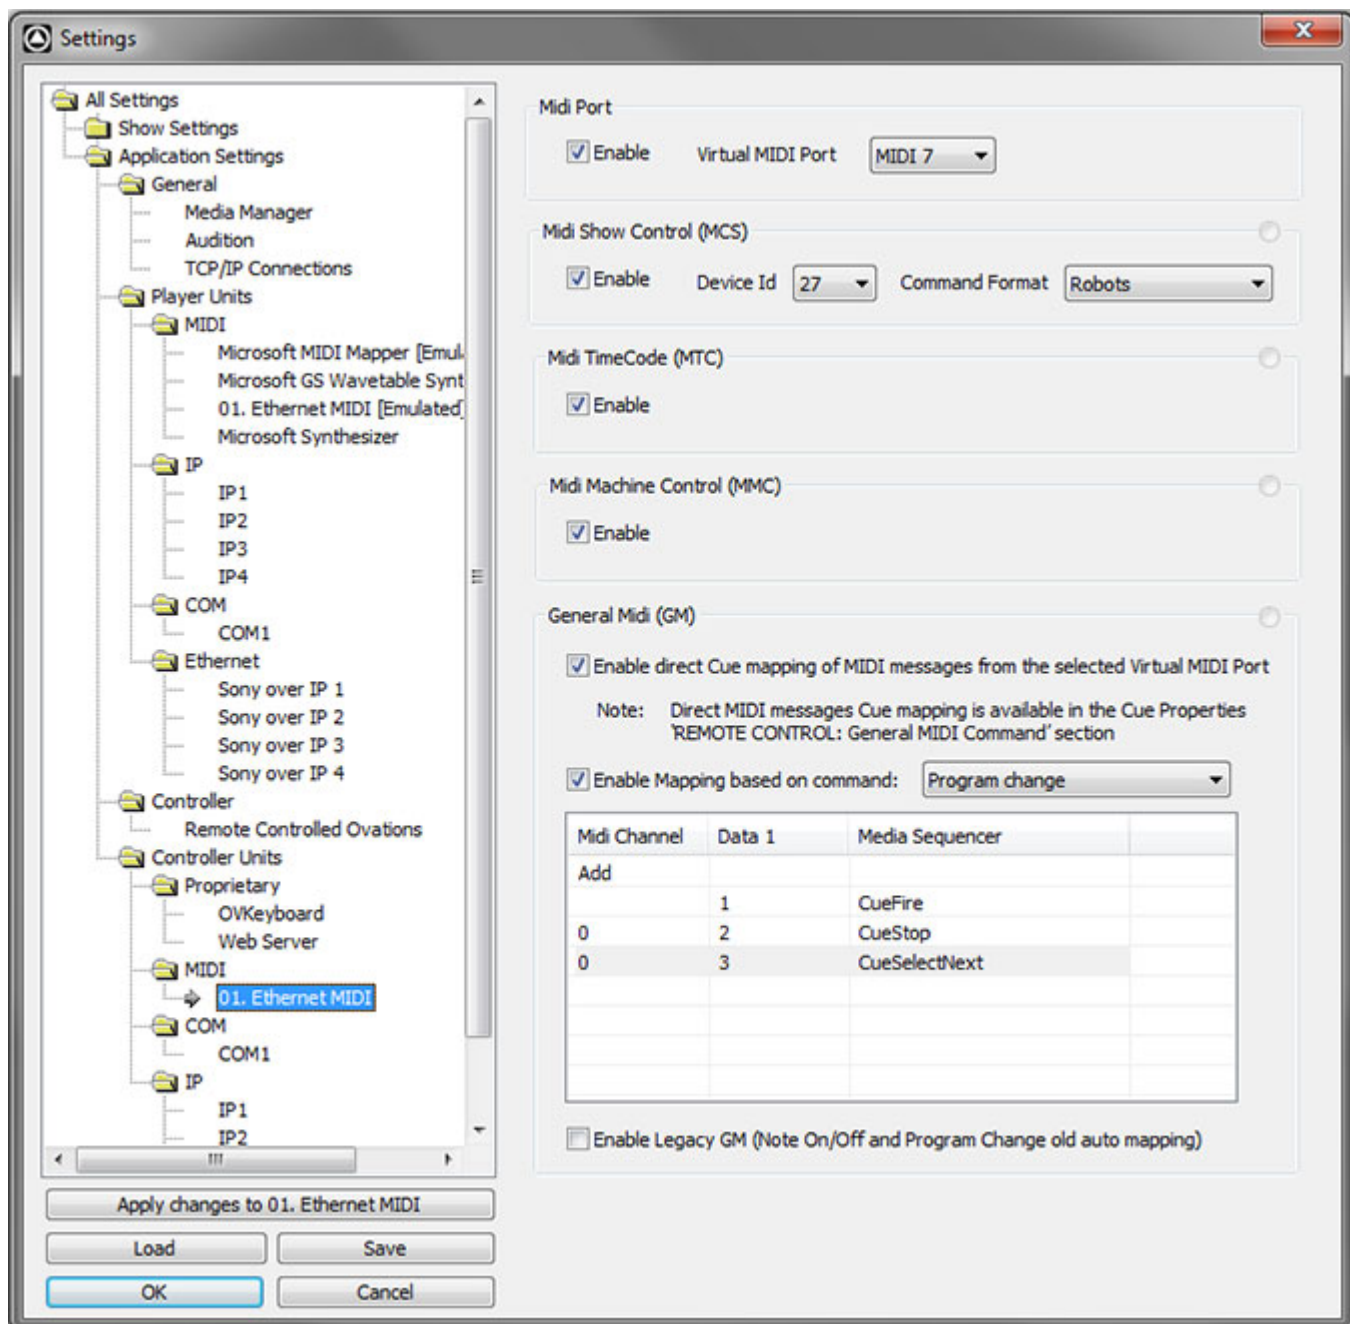 Settings
All Settings
Show Settings
Application Settings
General
Media Manager
Audition
TCP/IP Connections
Player Units
MIDI
Microsoft MIDI Mapper [Emul
Microsoft GS Wavetable Synt
01. Ethernet MIDI [Emulated]
Microsoft Synthesizer
IP
IP1
IP2
IP3
IP4
COM
COM1
Ethernet
Sony over IP 1
Sony over IP 2
Sony over IP 3
Sony over IP 4
Controller
Remote Controlled Ovations
Controller Units
Proprietary
OVKeyboard
Web Server
MIDI
01. Ethernet MIDI
COM
COM1
IP
IP1
IP2
Apply changes to 01. Ethernet MIDI
Load Save
OK Cancel
Midi Port
Enable Virtual MIDI Port MIDI 7
Midi Show Control (MCS)
Enable Device Id 27 Command Format Robots
Midi TimeCode (MTC)
Enable
Midi Machine Control (MMC)
Enable
General Midi (GM)
Enable direct Cue mapping of MIDI messages from the selected Virtual MIDI Port
Note: Direct MIDI messages Cue mapping is available in the Cue Properties
'REMOTE CONTROL: General MIDI Command' section
Enable Mapping based on command: Program change
Midi Channel Data 1 Media Sequencer
Add
1 CueFire
0 2 CueStop
0 3 CueSelectNext
Enable Legacy GM (Note On/Off and Program Change old auto mapping)